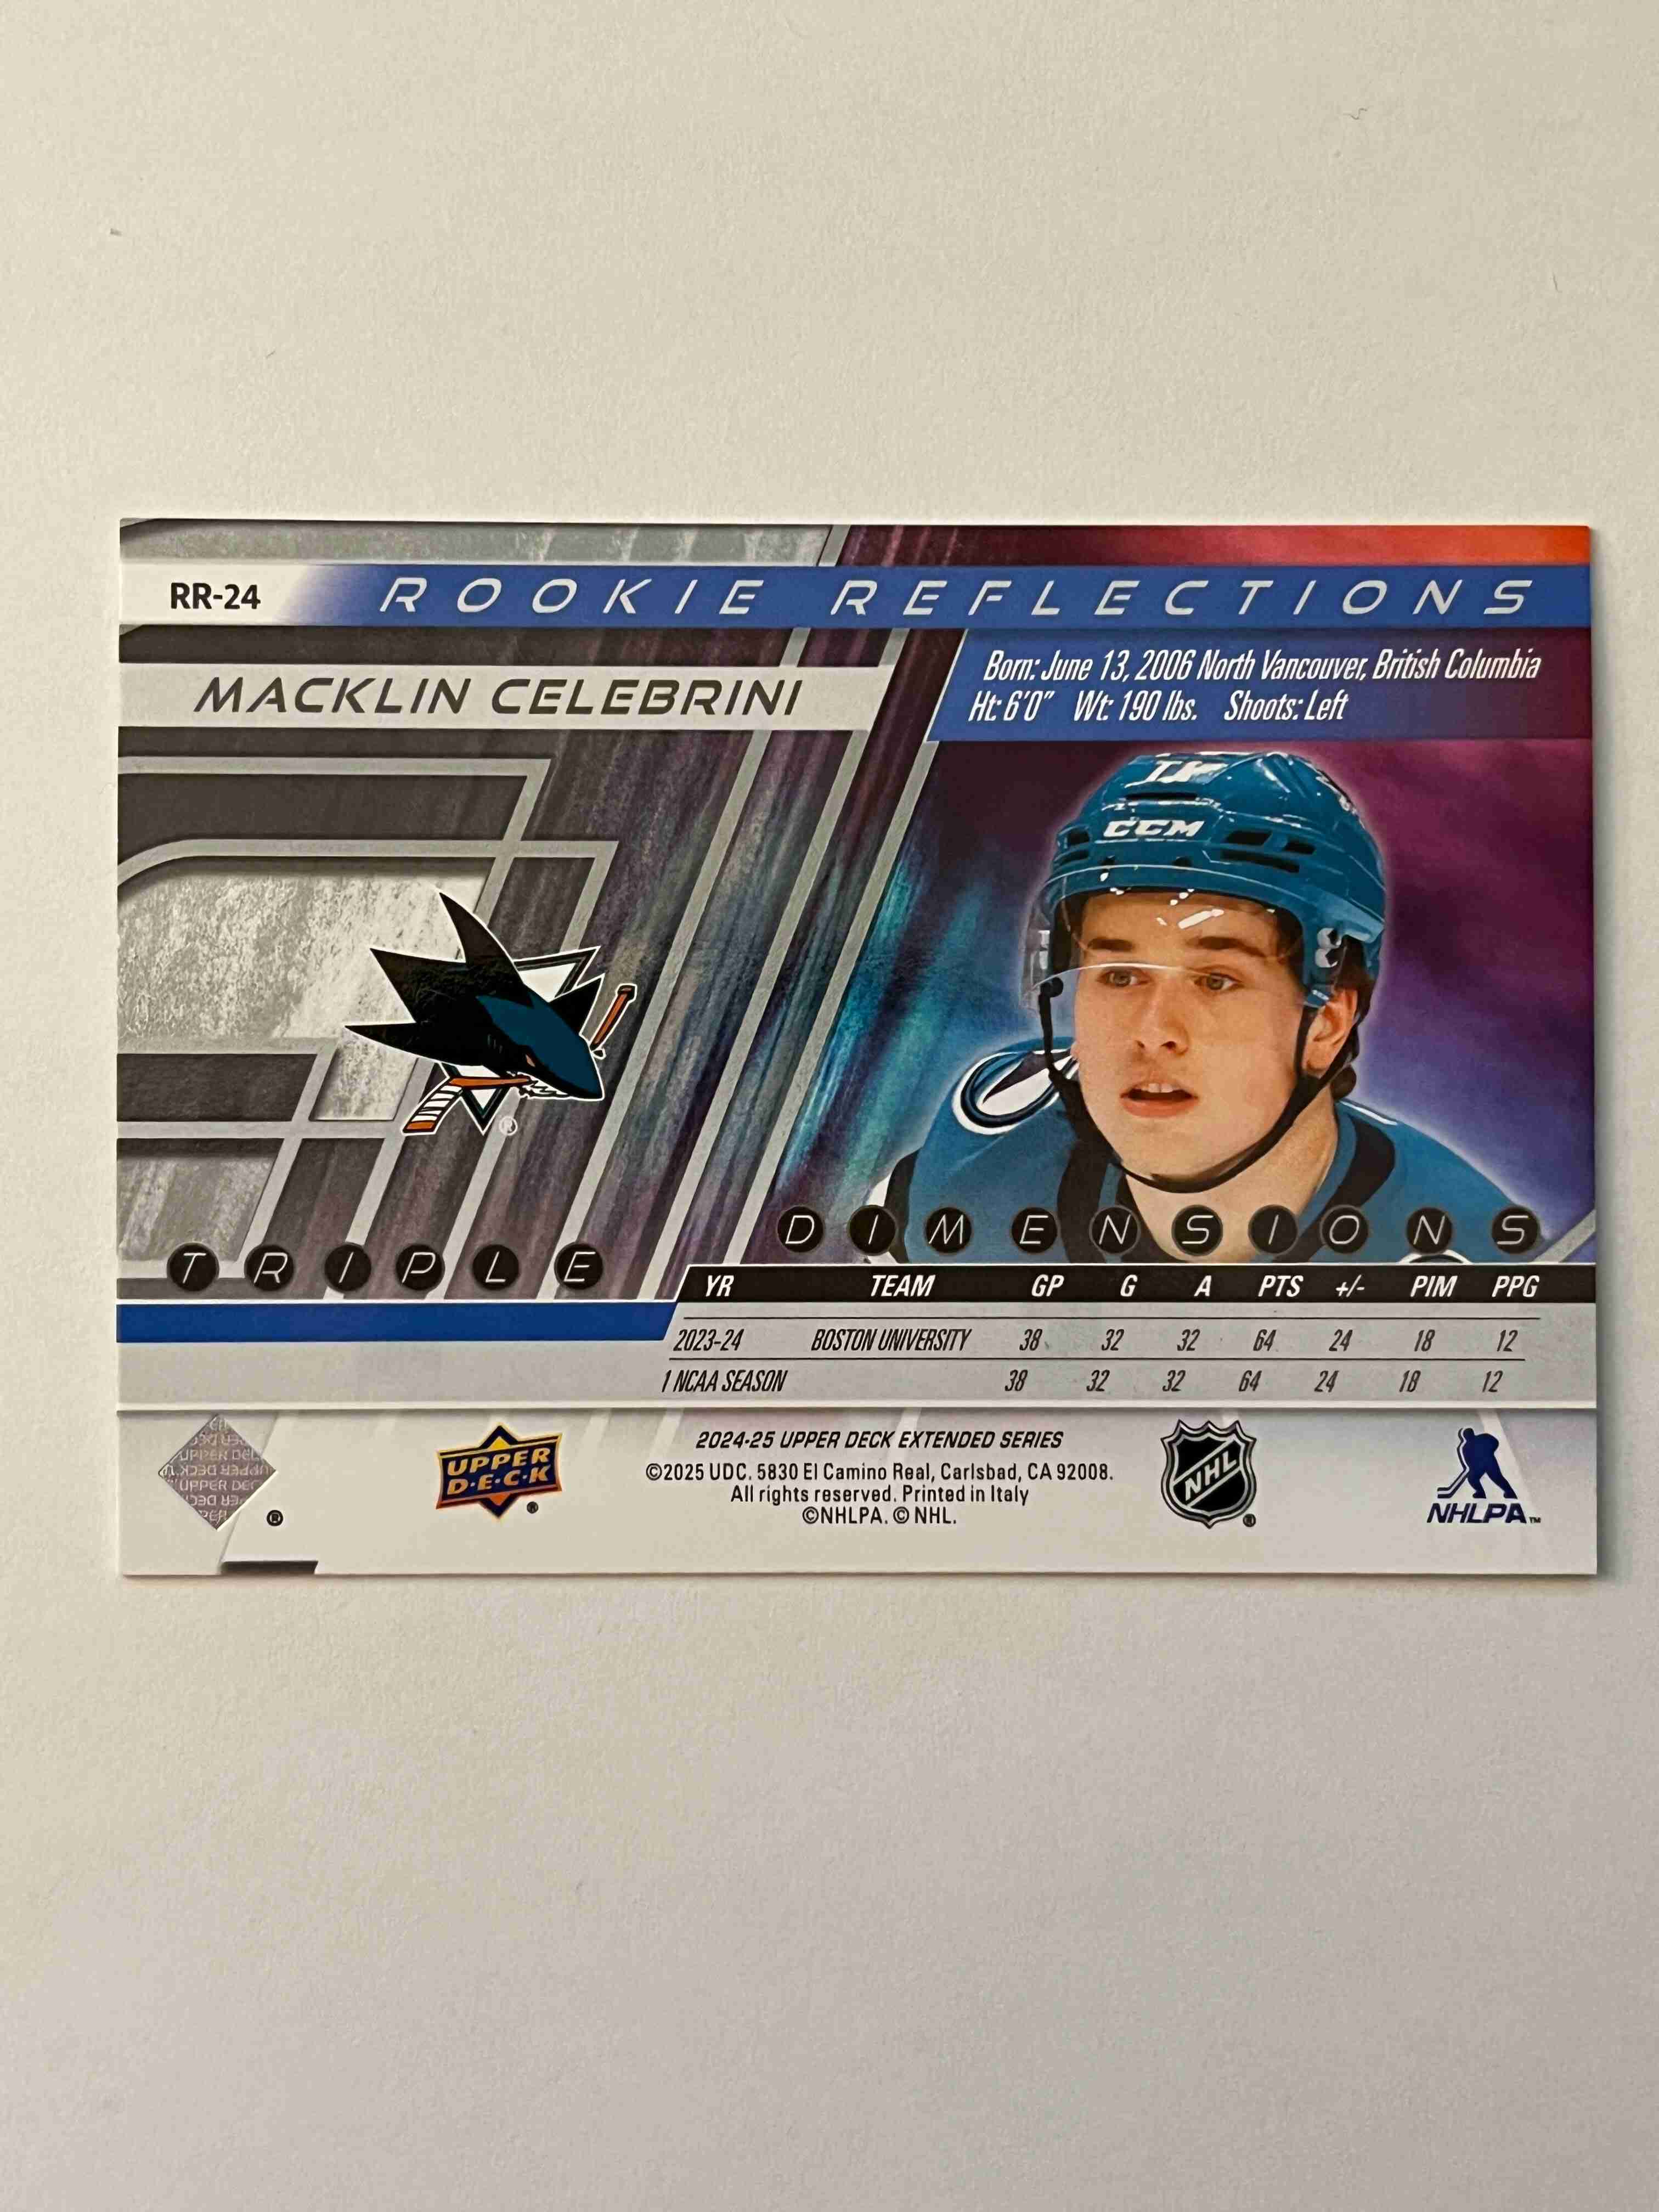 RR-24 ROOKIE REFLECTIONS
MACKLIN CELEBRINI
Born: June 13, 2006 North Vancouver, British Columbia
Ht: 6'0" Wt: 190 lbs. Shoots: Left
CCM
®
TRIPLE DIMENSIONS
YR TEAM GP G A PTS +/- PIM PPG
2023-24 BOSTON UNIVERSITY 38 32 32 64 24 18 12
1 NCAA SEASON 38 32 32 64 24 18 12
UPPER DECK
UPPER D·E·C·K ®
®
2024-25 UPPER DECK EXTENDED SERIES
©2025 UDC. 5830 El Camino Real, Carlsbad, CA 92008.
All rights reserved. Printed in Italy
©NHLPA. © NHL.
NHL ®
NHLPA™